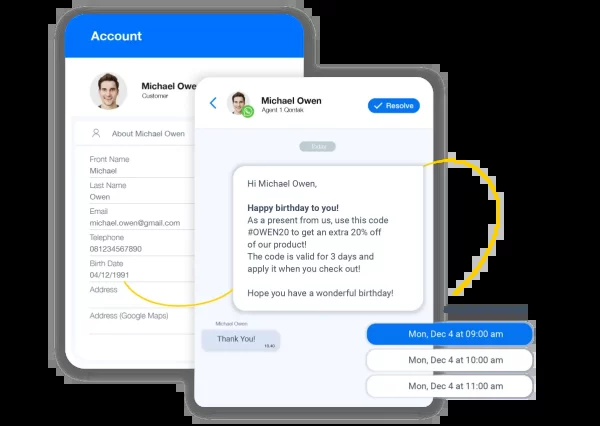 Account
Michael Owe
Customer
About Michael Owen
Front Name
Michael
Last Name
Owen
Email
michael.owen@gmail.com
Telephone
081234567890
Birth Date
04/12/1991
Address
Address (Google Maps)
Michael Owen
Agent 1 Qontak
Resolve
Hi Michael Owen,
Happy birthday to you!
As a present from us, use this code
#OWEN20 to get an extra 20% off
of our product!
The code is valid for 3 days and
apply it when you check out!
Hope you have a wonderful birthday!
Michael Owen
Thank You!
15.40
Mon, Dec 4 at 09:00 am
Mon, Dec 4 at 10:00 am
Mon, Dec 4 at 11:00 am